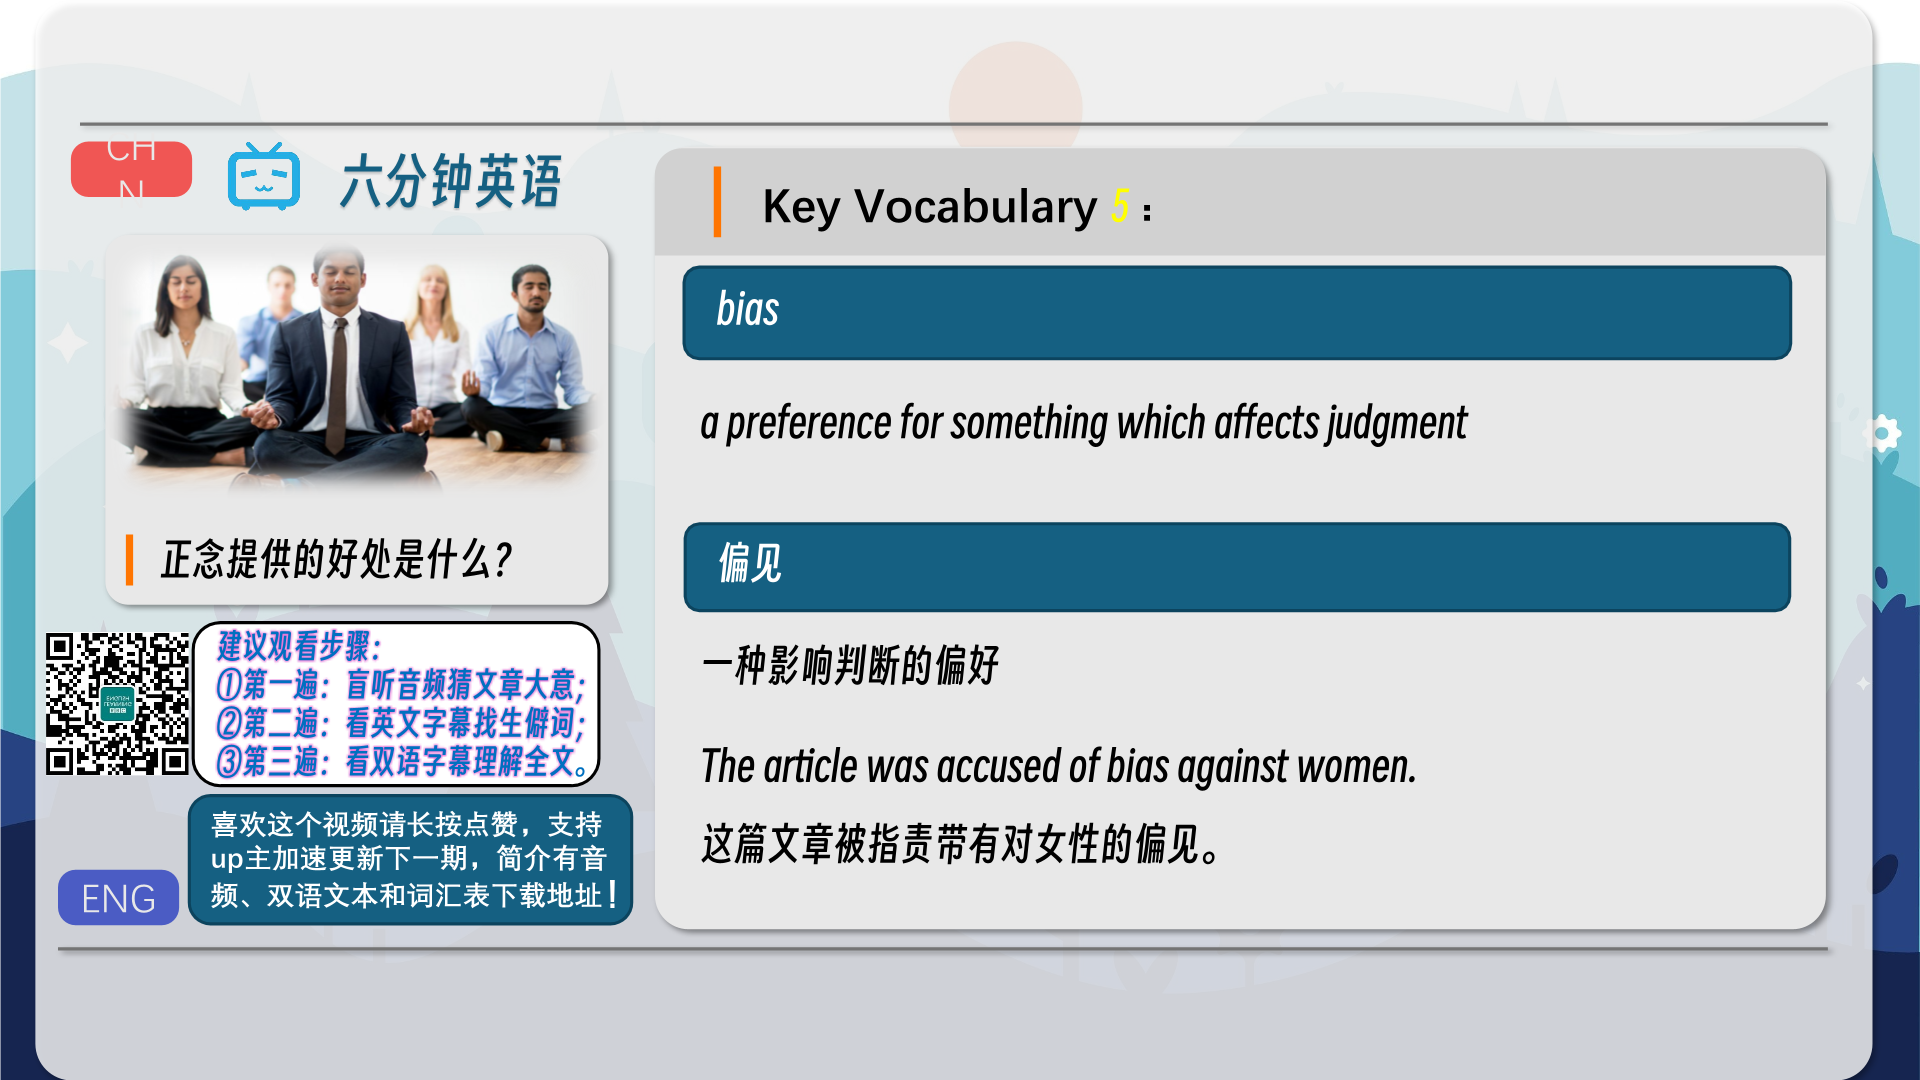 CH
N
六分钟英语
正念提供的好处是什么?
建议观看步骤:
①第一遍: 盲听音频猜文章大意;
②第二遍: 看英文字幕找生僻词;
③第三遍: 看双语字幕理解全文。
喜欢这个视频请长按点赞，支持
up主加速更新下一期，简介有音
频、双语文本和词汇表下载地址！
ENG
Key Vocabulary 5：
bias
a preference for something which affects judgment
偏见
一种影响判断的偏好
The article was accused of bias against women.
这篇文章被指责带有对女性的偏见。